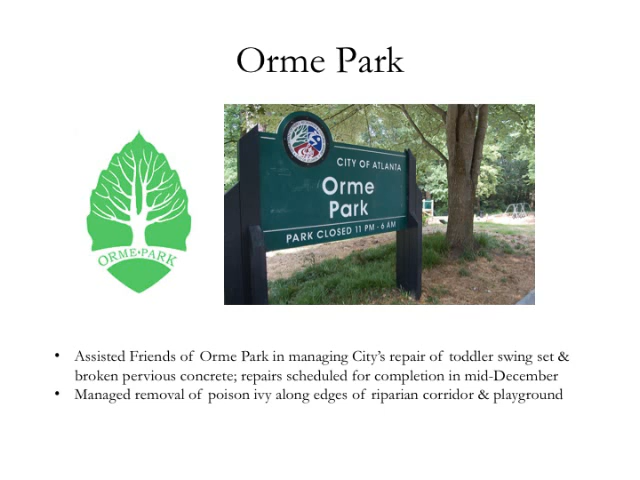 Orme Park
CITY OF ATLANTA
Orme
Park
PARK CLOSED 11 PM - 6 AM
ORME•PARK
• Assisted Friends of Orme Park in managing City’s repair of toddler swing set &
broken pervious concrete; repairs scheduled for completion in mid-December
• Managed removal of poison ivy along edges of riparian corridor & playground